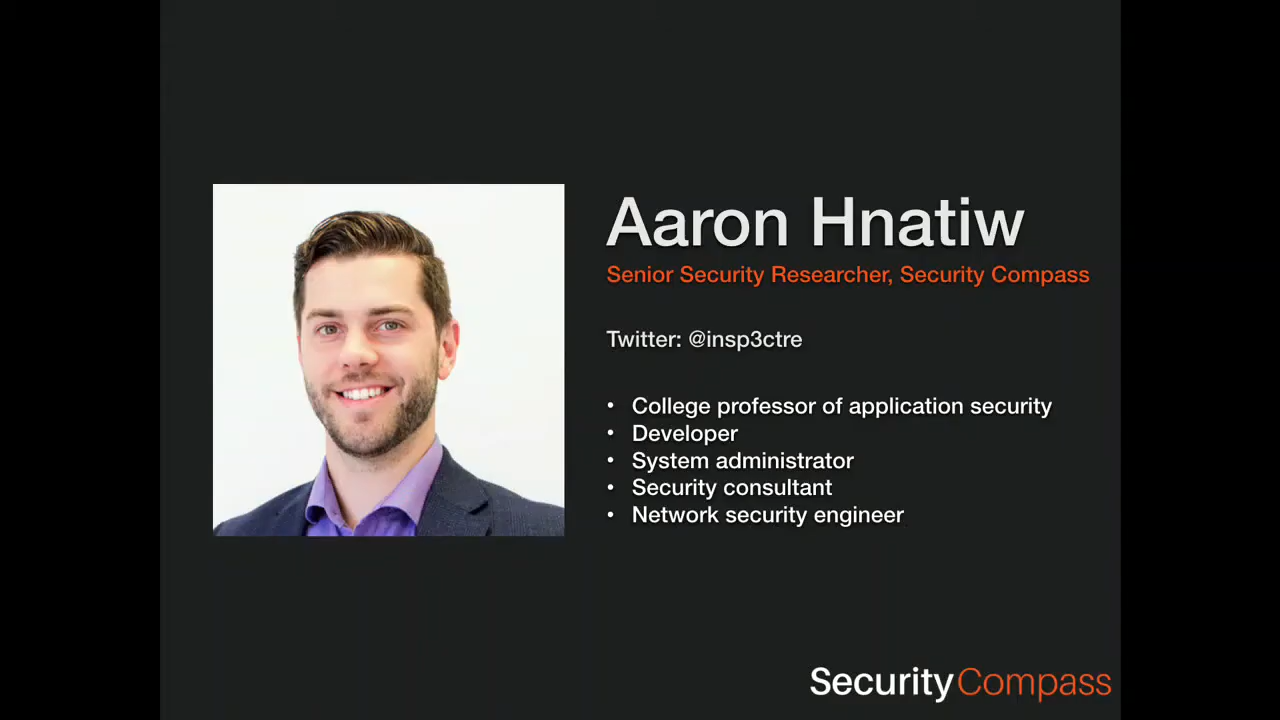 Aaron Hnatiw
Senior Security Researcher, Security Compass
Twitter: @insp3ctre
• College professor of application security
• Developer
• System administrator
• Security consultant
• Network security engineer
SecurityCompass